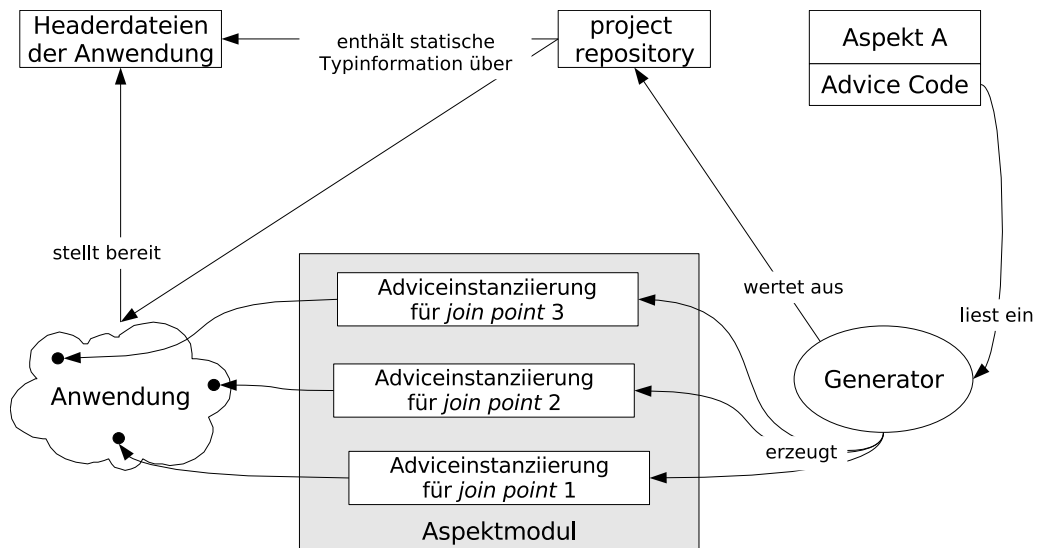 Headerdateien
der Anwendung
enthält statische
Typinformation über
project
repository
Aspekt A
Advice Code
stellt bereit
wertet aus
liest ein
Adviceinstanziierung
für join point 3
Anwendung
Adviceinstanziierung
für join point 2
Generator
erzeugt
Adviceinstanziierung
für join point 1
Aspektmodul